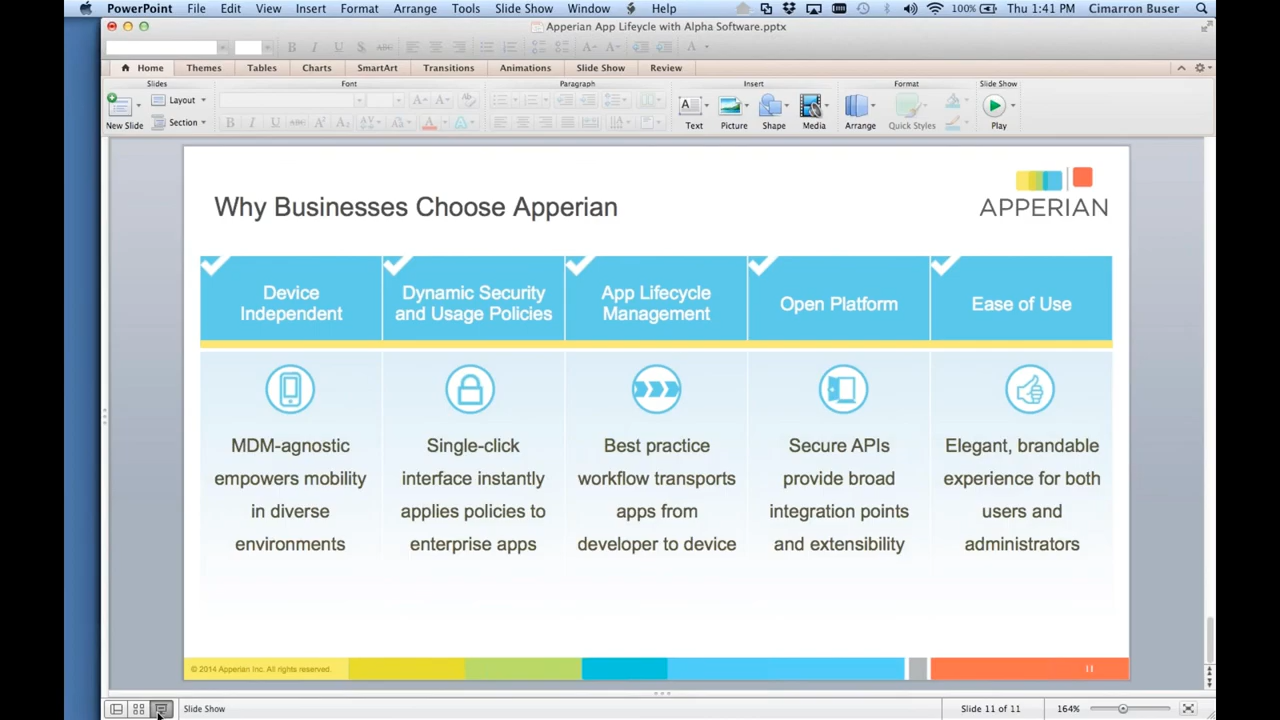 PowerPoint File Edit View Insert Format Arrange Tools Slide Show Window Help 100% Thu 1:41 PM Cimarron Buser
Apperian App Lifeycle with Alpha Software.pptx
Home Themes Tables Charts SmartArt Transitions Animations Slide Show Review
Slides Font Paragraph Insert Format Slide Show
New Slide Layout Section Text Picture Shape Media Arrange Quick Styles Play
Why Businesses Choose Apperian
APPERIAN
Device
Independent
Dynamic Security
and Usage Policies
App Lifecycle
Management
Open Platform
Ease of Use
MDM-agnostic
empowers mobility
in diverse
environments
Single-click
interface instantly
applies policies to
enterprise apps
Best practice
workflow transports
apps from
developer to device
Secure APIs
provide broad
integration points
and extensibility
Elegant, brandable
experience for both
users and
administrators
© 2014 Apperian Inc. All rights reserved.
11
Slide Show Slide 11 of 11 164%